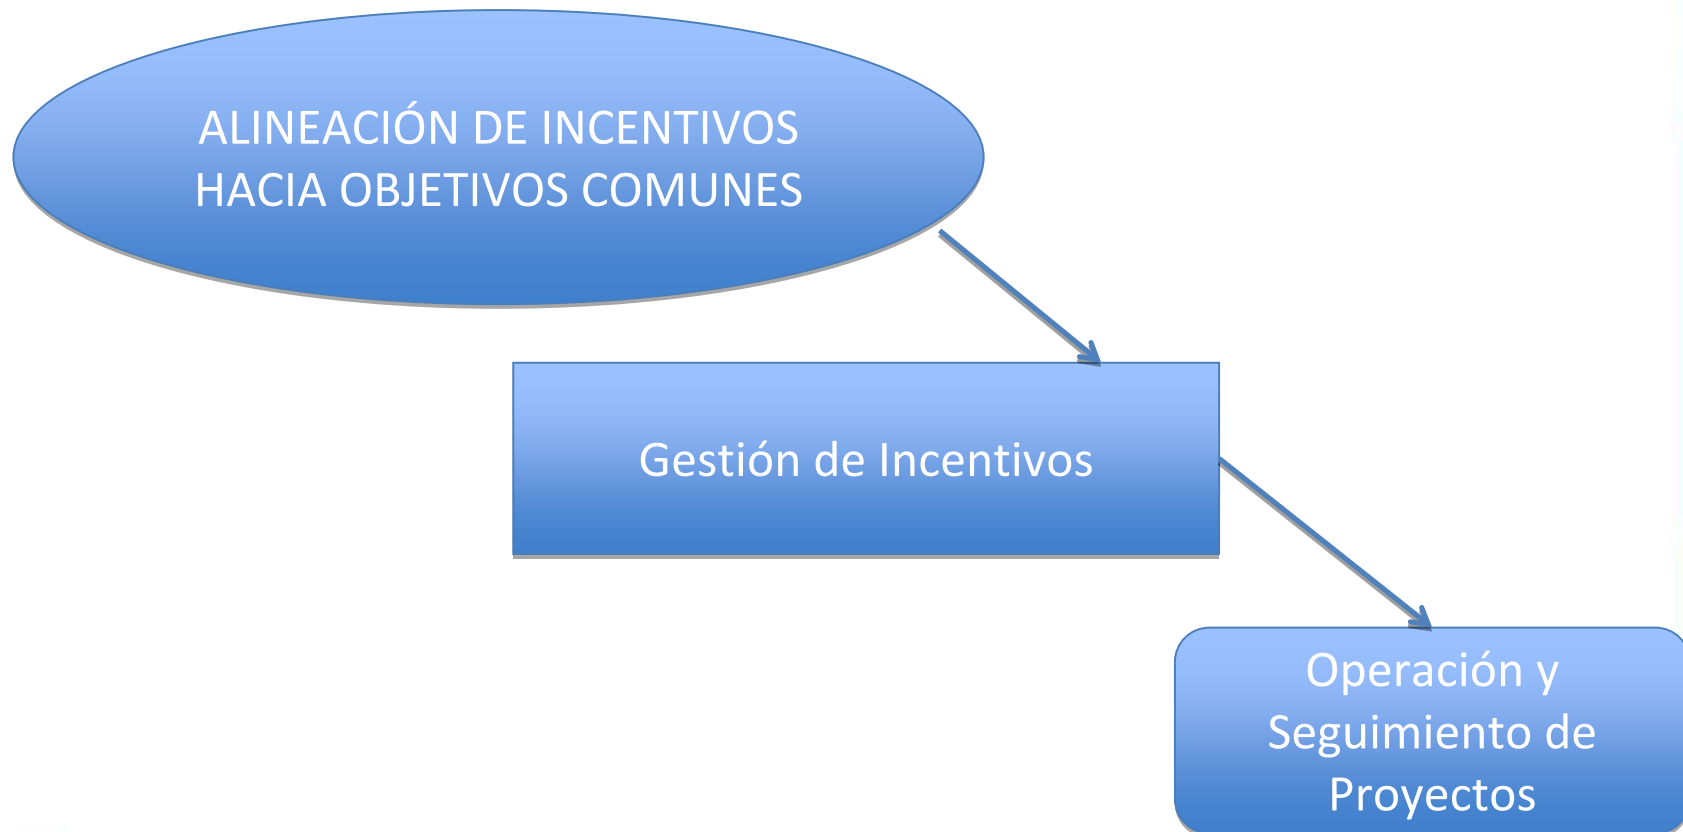 ALINEACIÓN DE INCENTIVOS
HACIA OBJETIVOS COMUNES
Gestión de Incentivos
Operación y
Seguimiento de
Proyectos